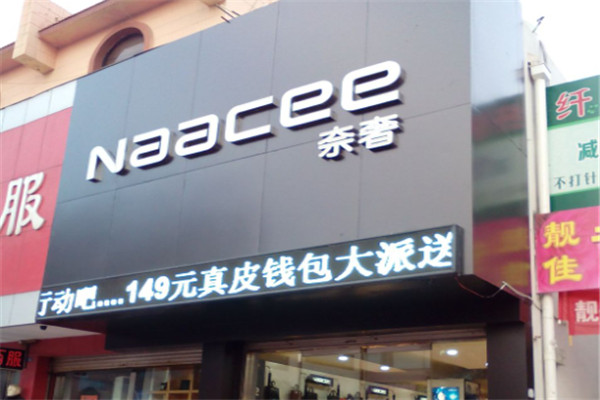 Naacee
奈奢
行动吧....149元真皮钱包大派送
服
纤
减
不打针
靓
佳
靓
服